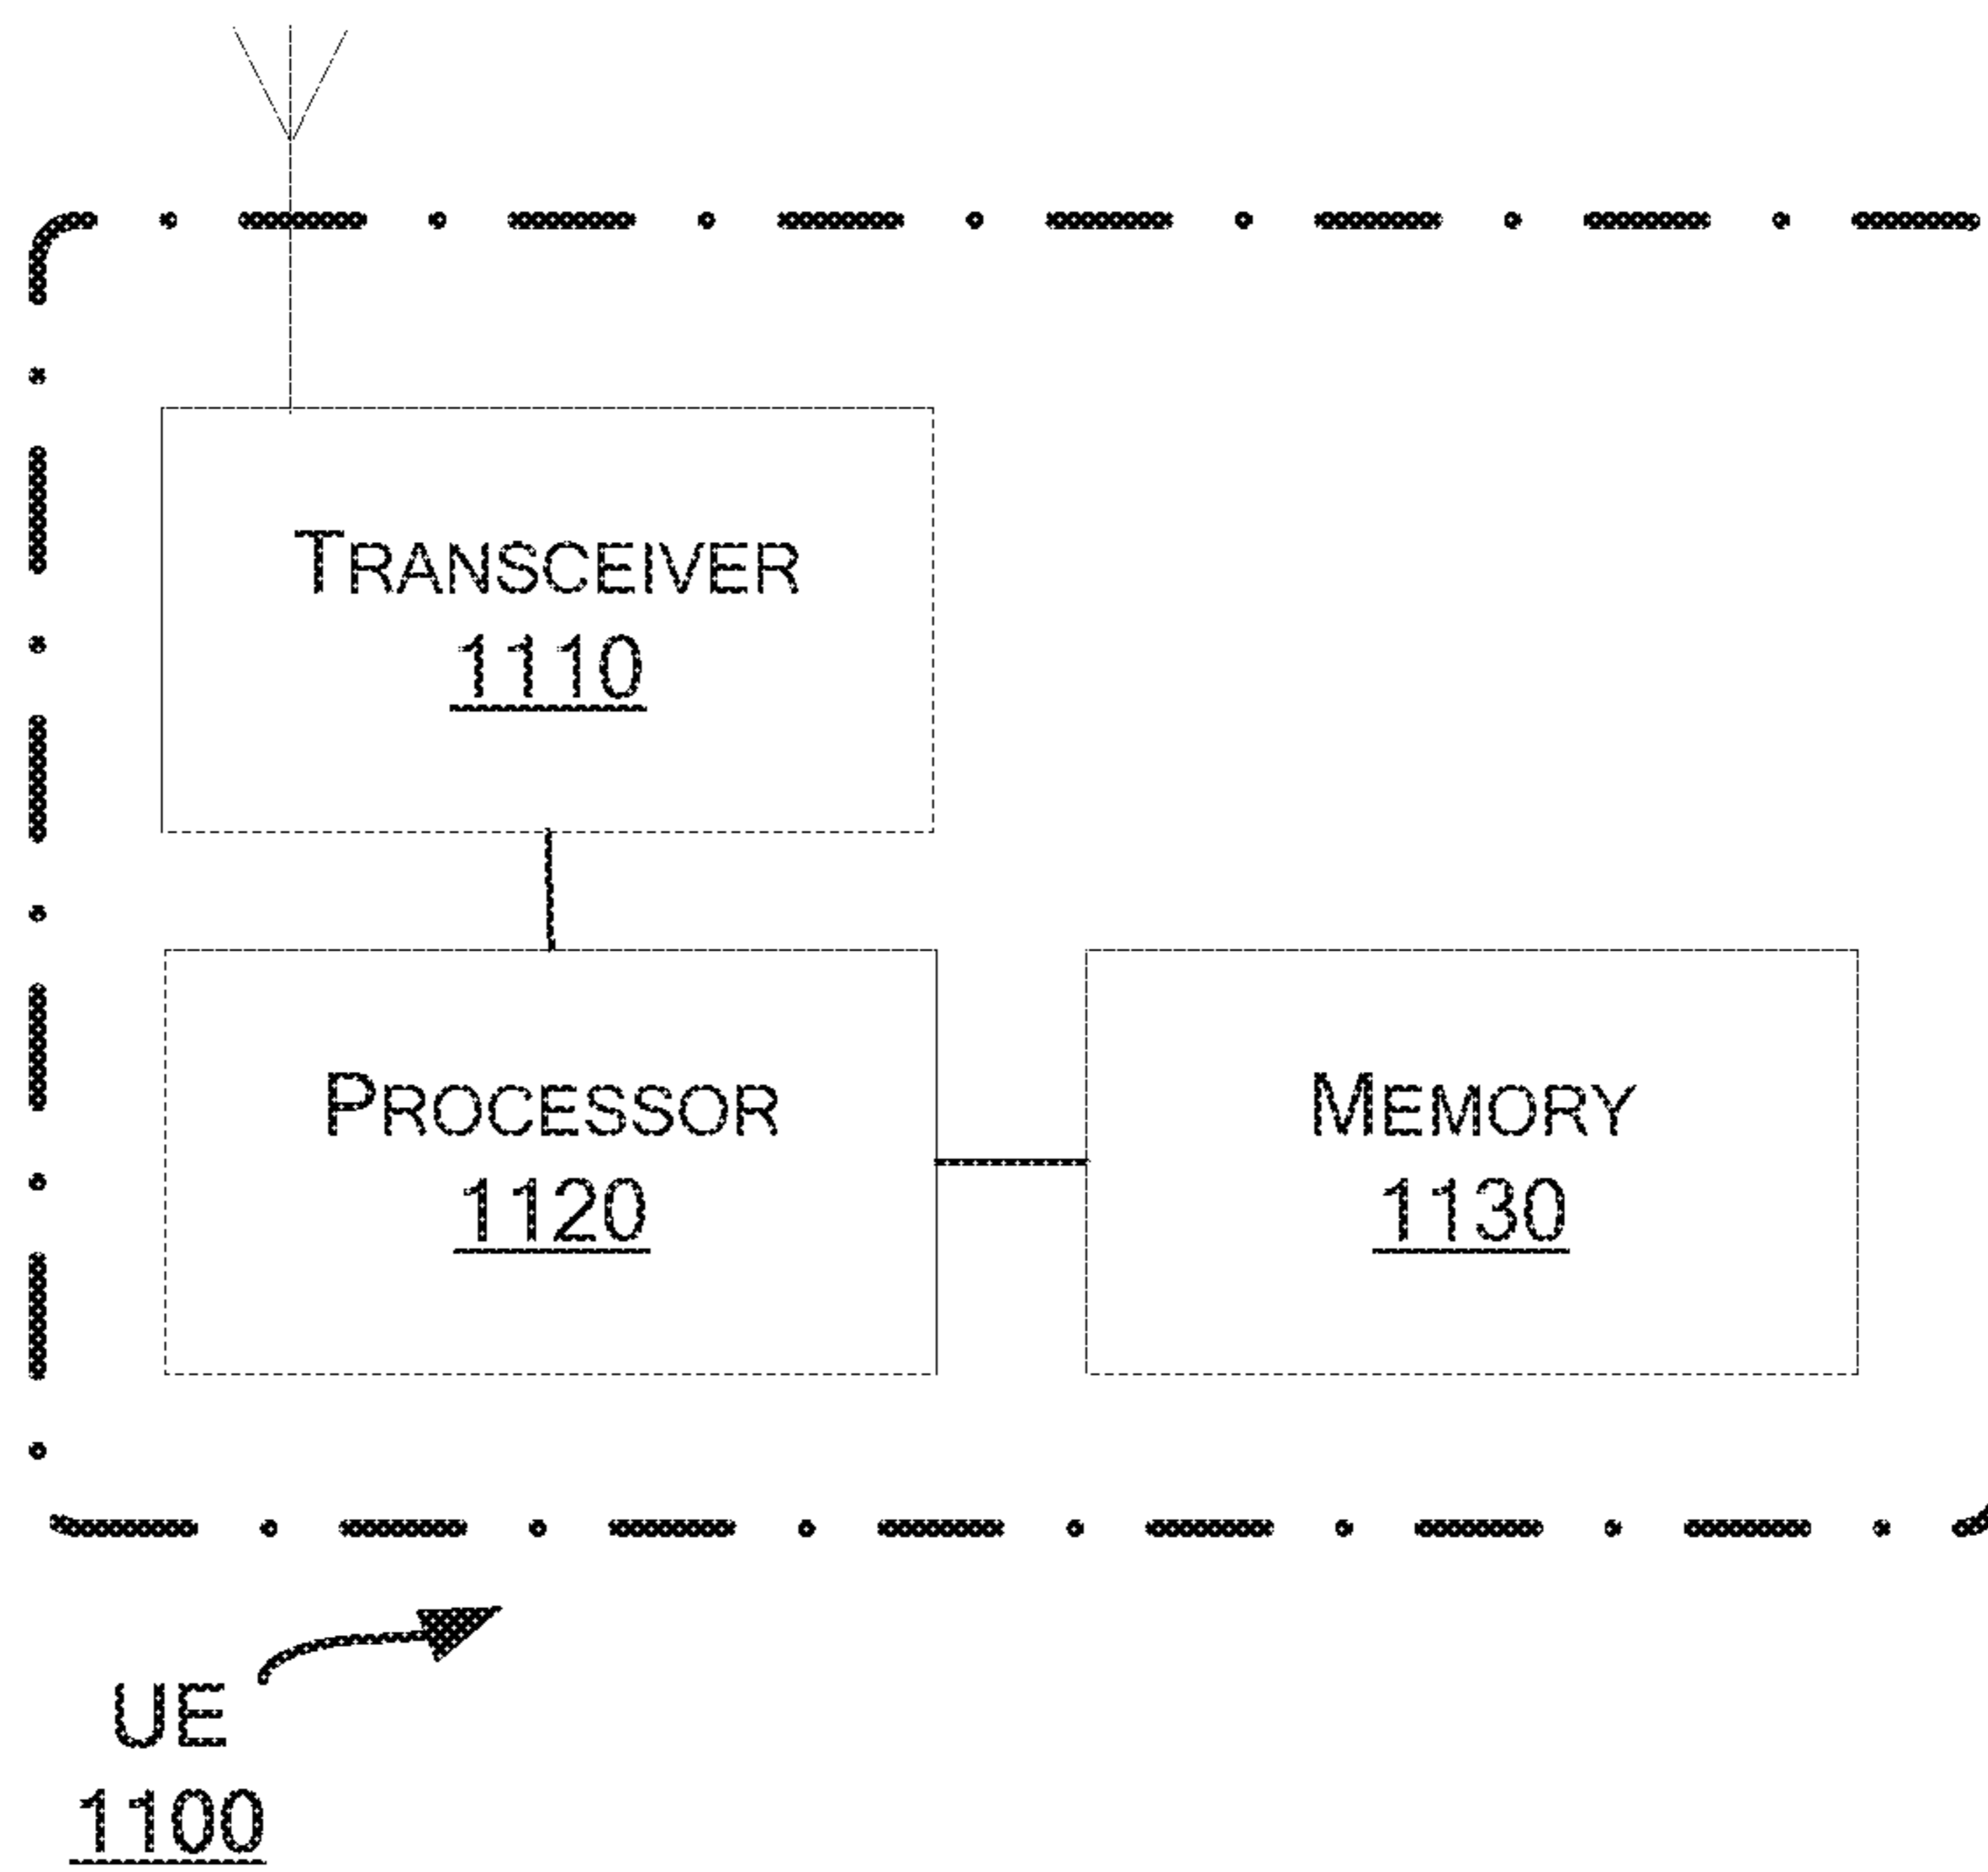 TRANSCEIVER
1110
PROCESSOR
1120
MEMORY
1130
UE
1100